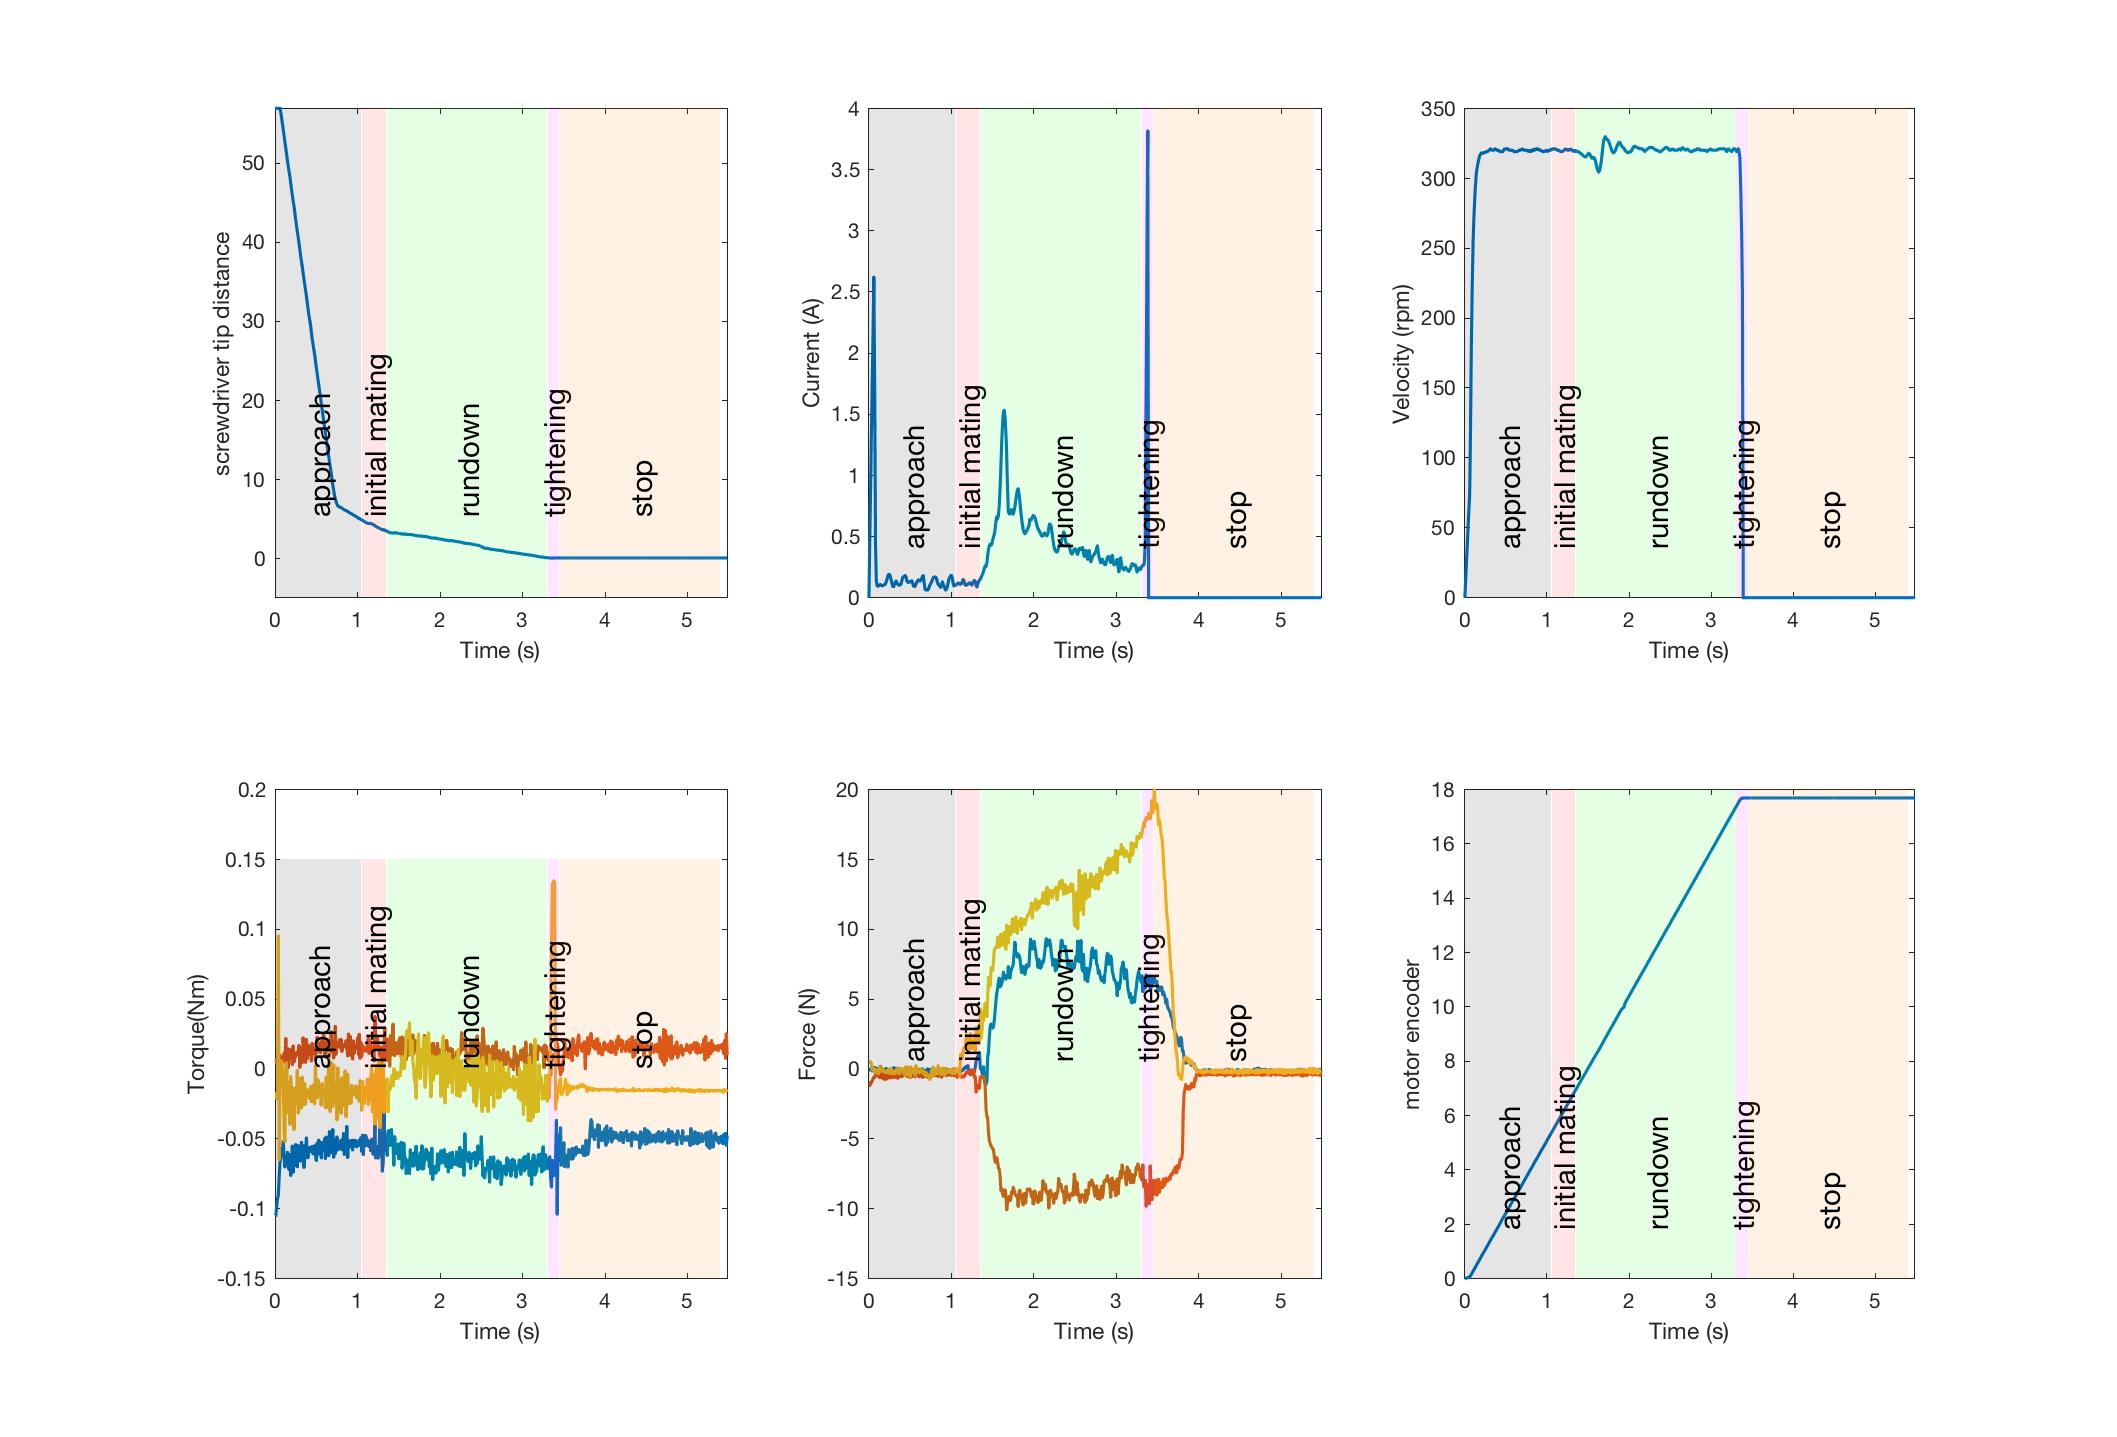 screwdriver tip distance
50
40
30
20
10
0
approach
initial mating
rundown
tightening
stop
0 1 2 3 4 5
Time (s)
Current (A)
4
3.5
3
2.5
2
1.5
1
0.5
0
approach
initial mating
rundown
tightening
stop
0 1 2 3 4 5
Time (s)
Velocity (rpm)
350
300
250
200
150
100
50
0
approach
initial mating
rundown
tightening
stop
0 1 2 3 4 5
Time (s)
Torque(Nm)
0.2
0.15
0.1
0.05
0
-0.05
-0.1
-0.15
approach
initial mating
rundown
tightening
stop
0 1 2 3 4 5
Time (s)
Force (N)
20
15
10
5
0
-5
-10
-15
approach
initial mating
rundown
tightening
stop
0 1 2 3 4 5
Time (s)
motor encoder
18
16
14
12
10
8
6
4
2
0
approach
initial mating
rundown
tightening
stop
0 1 2 3 4 5
Time (s)